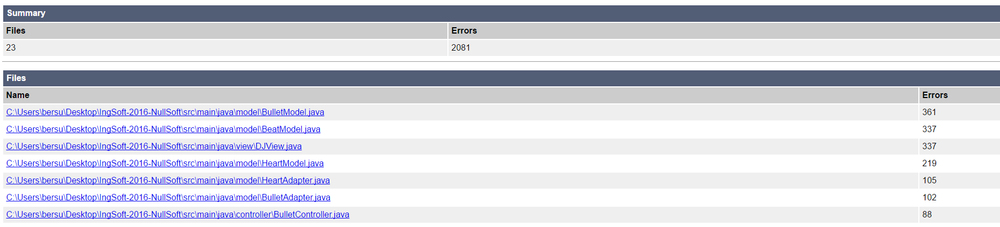 Summary
Files Errors
23 2081
Files
Name Errors
C:\Users\bersu\Desktop\IngSoft-2016-NullSoft\src\main\java\model\BulletModel.java 361
C:\Users\bersu\Desktop\IngSoft-2016-NullSoft\src\main\java\model\BeatModel.java 337
C:\Users\bersu\Desktop\IngSoft-2016-NullSoft\src\main\java\view\DJView.java 337
C:\Users\bersu\Desktop\IngSoft-2016-NullSoft\src\main\java\model\HeartModel.java 219
C:\Users\bersu\Desktop\IngSoft-2016-NullSoft\src\main\java\model\HeartAdapter.java 105
C:\Users\bersu\Desktop\IngSoft-2016-NullSoft\src\main\java\model\BulletAdapter.java 102
C:\Users\bersu\Desktop\IngSoft-2016-NullSoft\src\main\java\controller\BulletController.java 88